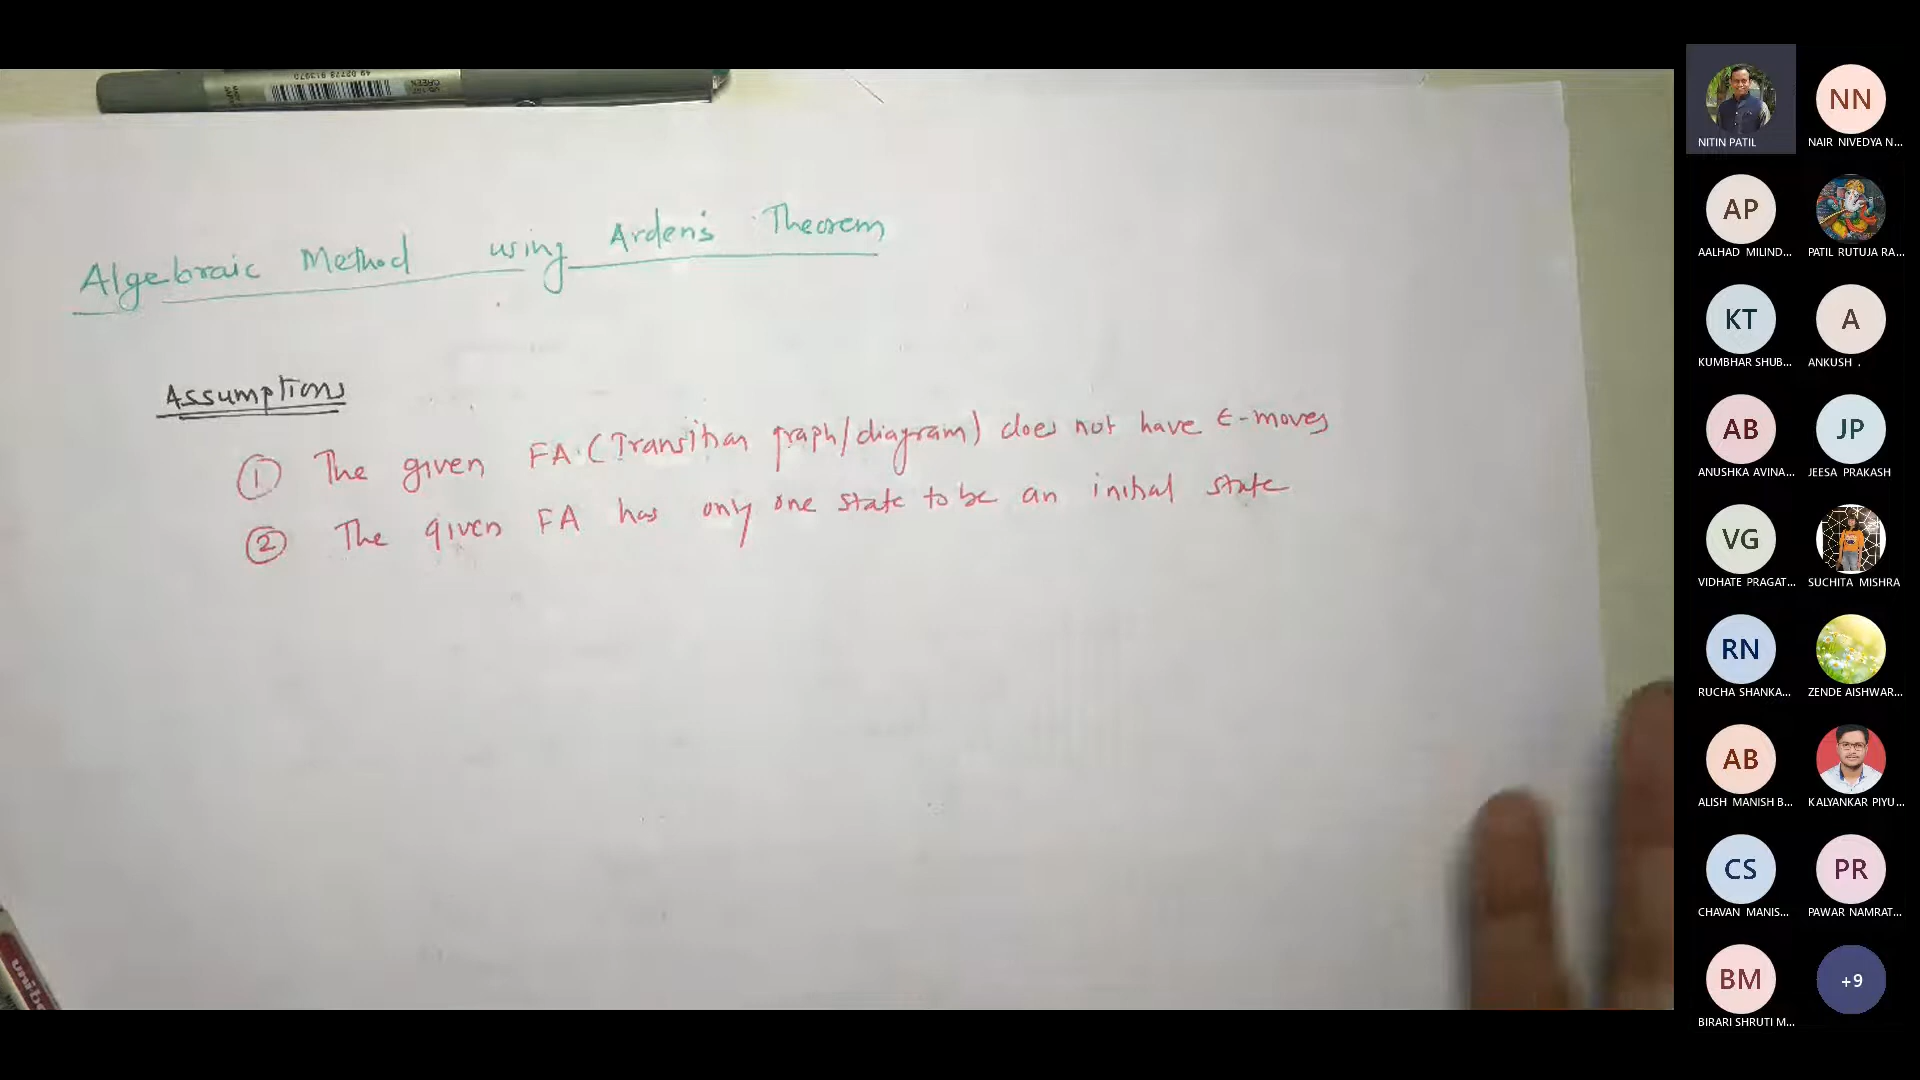 Algebraic Method using Arden's Theorem
Assumptions
① The given FA (Transition graph/diagram) does not have ε-moves
② The given FA has only one state to be an initial state
NITIN PATIL
NN
NAIR NIVEDYA N...
AP
AALHAD MILIND...
PATIL RUTUJA RA...
KT
KUMBHAR SHUB...
A
ANKUSH .
AB
ANUSHKA AVINA...
JP
JEESA PRAKASH
VG
VIDHATE PRAGAT...
SUCHITA MISHRA
RN
RUCHA SHANKA...
ZENDE AISHWAR...
AB
ALISH MANISH B...
KALYANKAR PIYU...
CS
CHAVAN MANIS...
PR
PAWAR NAMRAT...
BM
BIRARI SHRUTI M...
+9